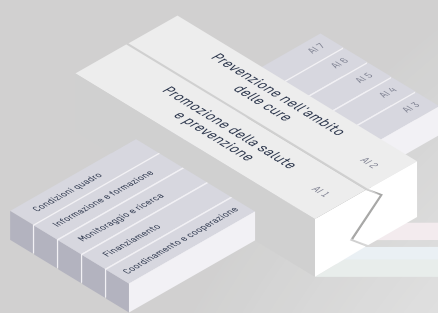 AI 7
AI 6
AI 5
AI 4
AI 3
Prevenzione nell'ambito
delle cure
AI 2
Promozione della salute
e prevenzione
AI 1
Condizioni quadro
Informazione e formazione
Monitoraggio e ricerca
Finanziamento
Coordinamento e cooperazione